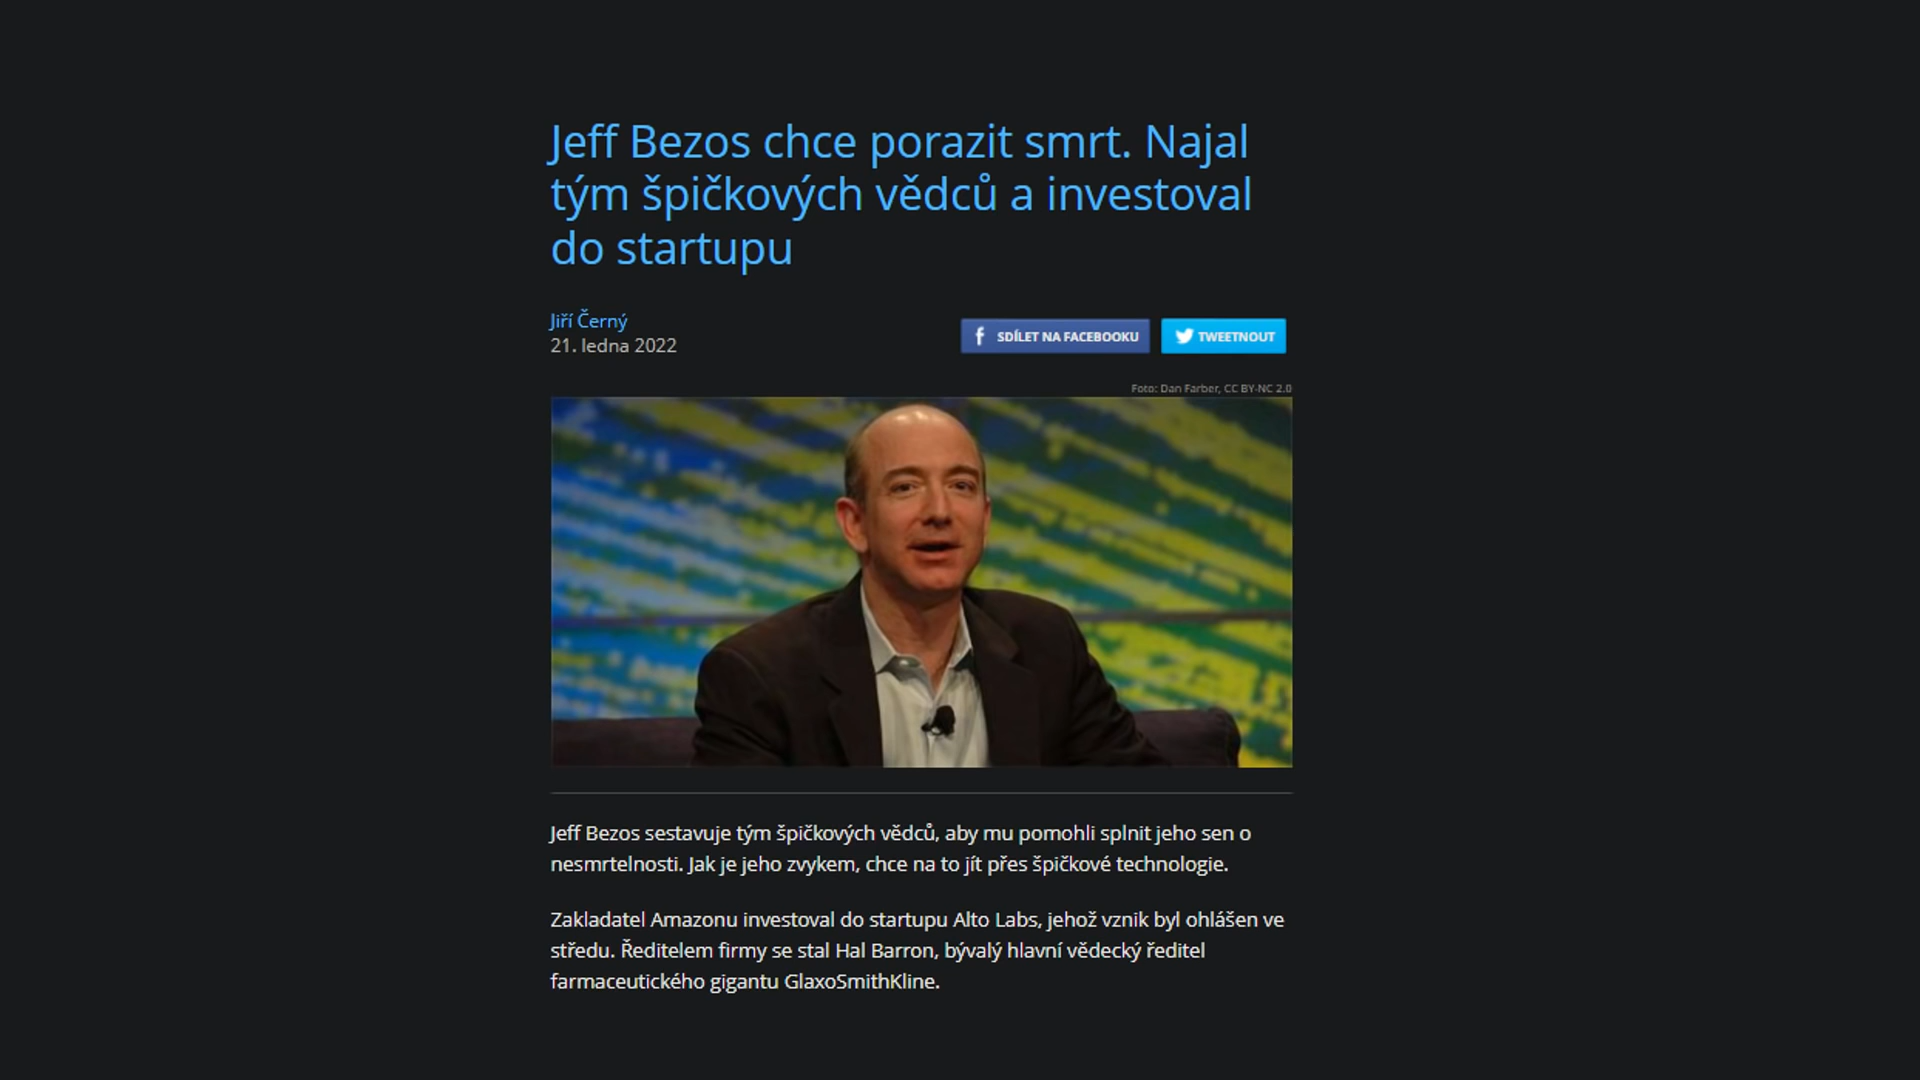 Jeff Bezos chce porazit smrt. Najal
tým špičkových vědců a investoval
do startupu
Jiří Černý
21. ledna 2022
SDÍLET NA FACEBOOKU
TWEETNOUT
Foto: Dan Farber, CC BY-NC 2.0
Jeff Bezos sestavuje tým špičkových vědců, aby mu pomohli splnit jeho sen o
nesmrtelnosti. Jak je jeho zvykem, chce na to jít přes špičkové technologie.
Zakladatel Amazonu investoval do startupu Alto Labs, jehož vznik byl ohlášen ve
středu. Ředitelem firmy se stal Hal Barron, bývalý hlavní vědecký ředitel
farmaceutického gigantu GlaxoSmithKline.